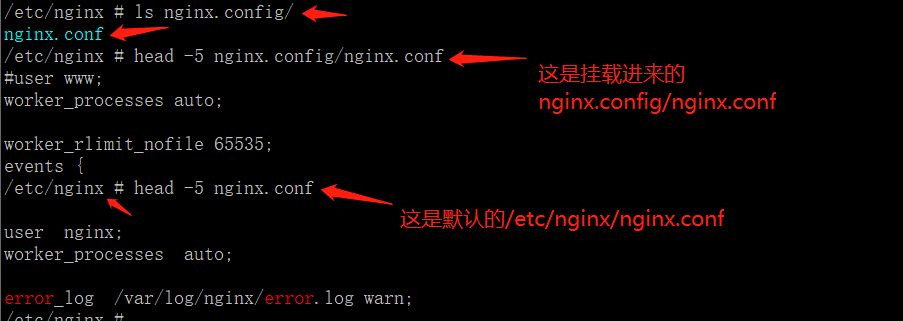 /etc/nginx # ls nginx.config/
nginx.conf
/etc/nginx # head -5 nginx.config/nginx.conf
#user www;
这是挂载进来的
worker_processes auto;
nginx.config/nginx.conf
worker_rlimit_nofile 65535;
events {
/etc/nginx # head -5 nginx.conf
这是默认的/etc/nginx/nginx.conf
user  nginx;
worker_processes  auto;
error_log  /var/log/nginx/error.log warn;
/etc/nginx #